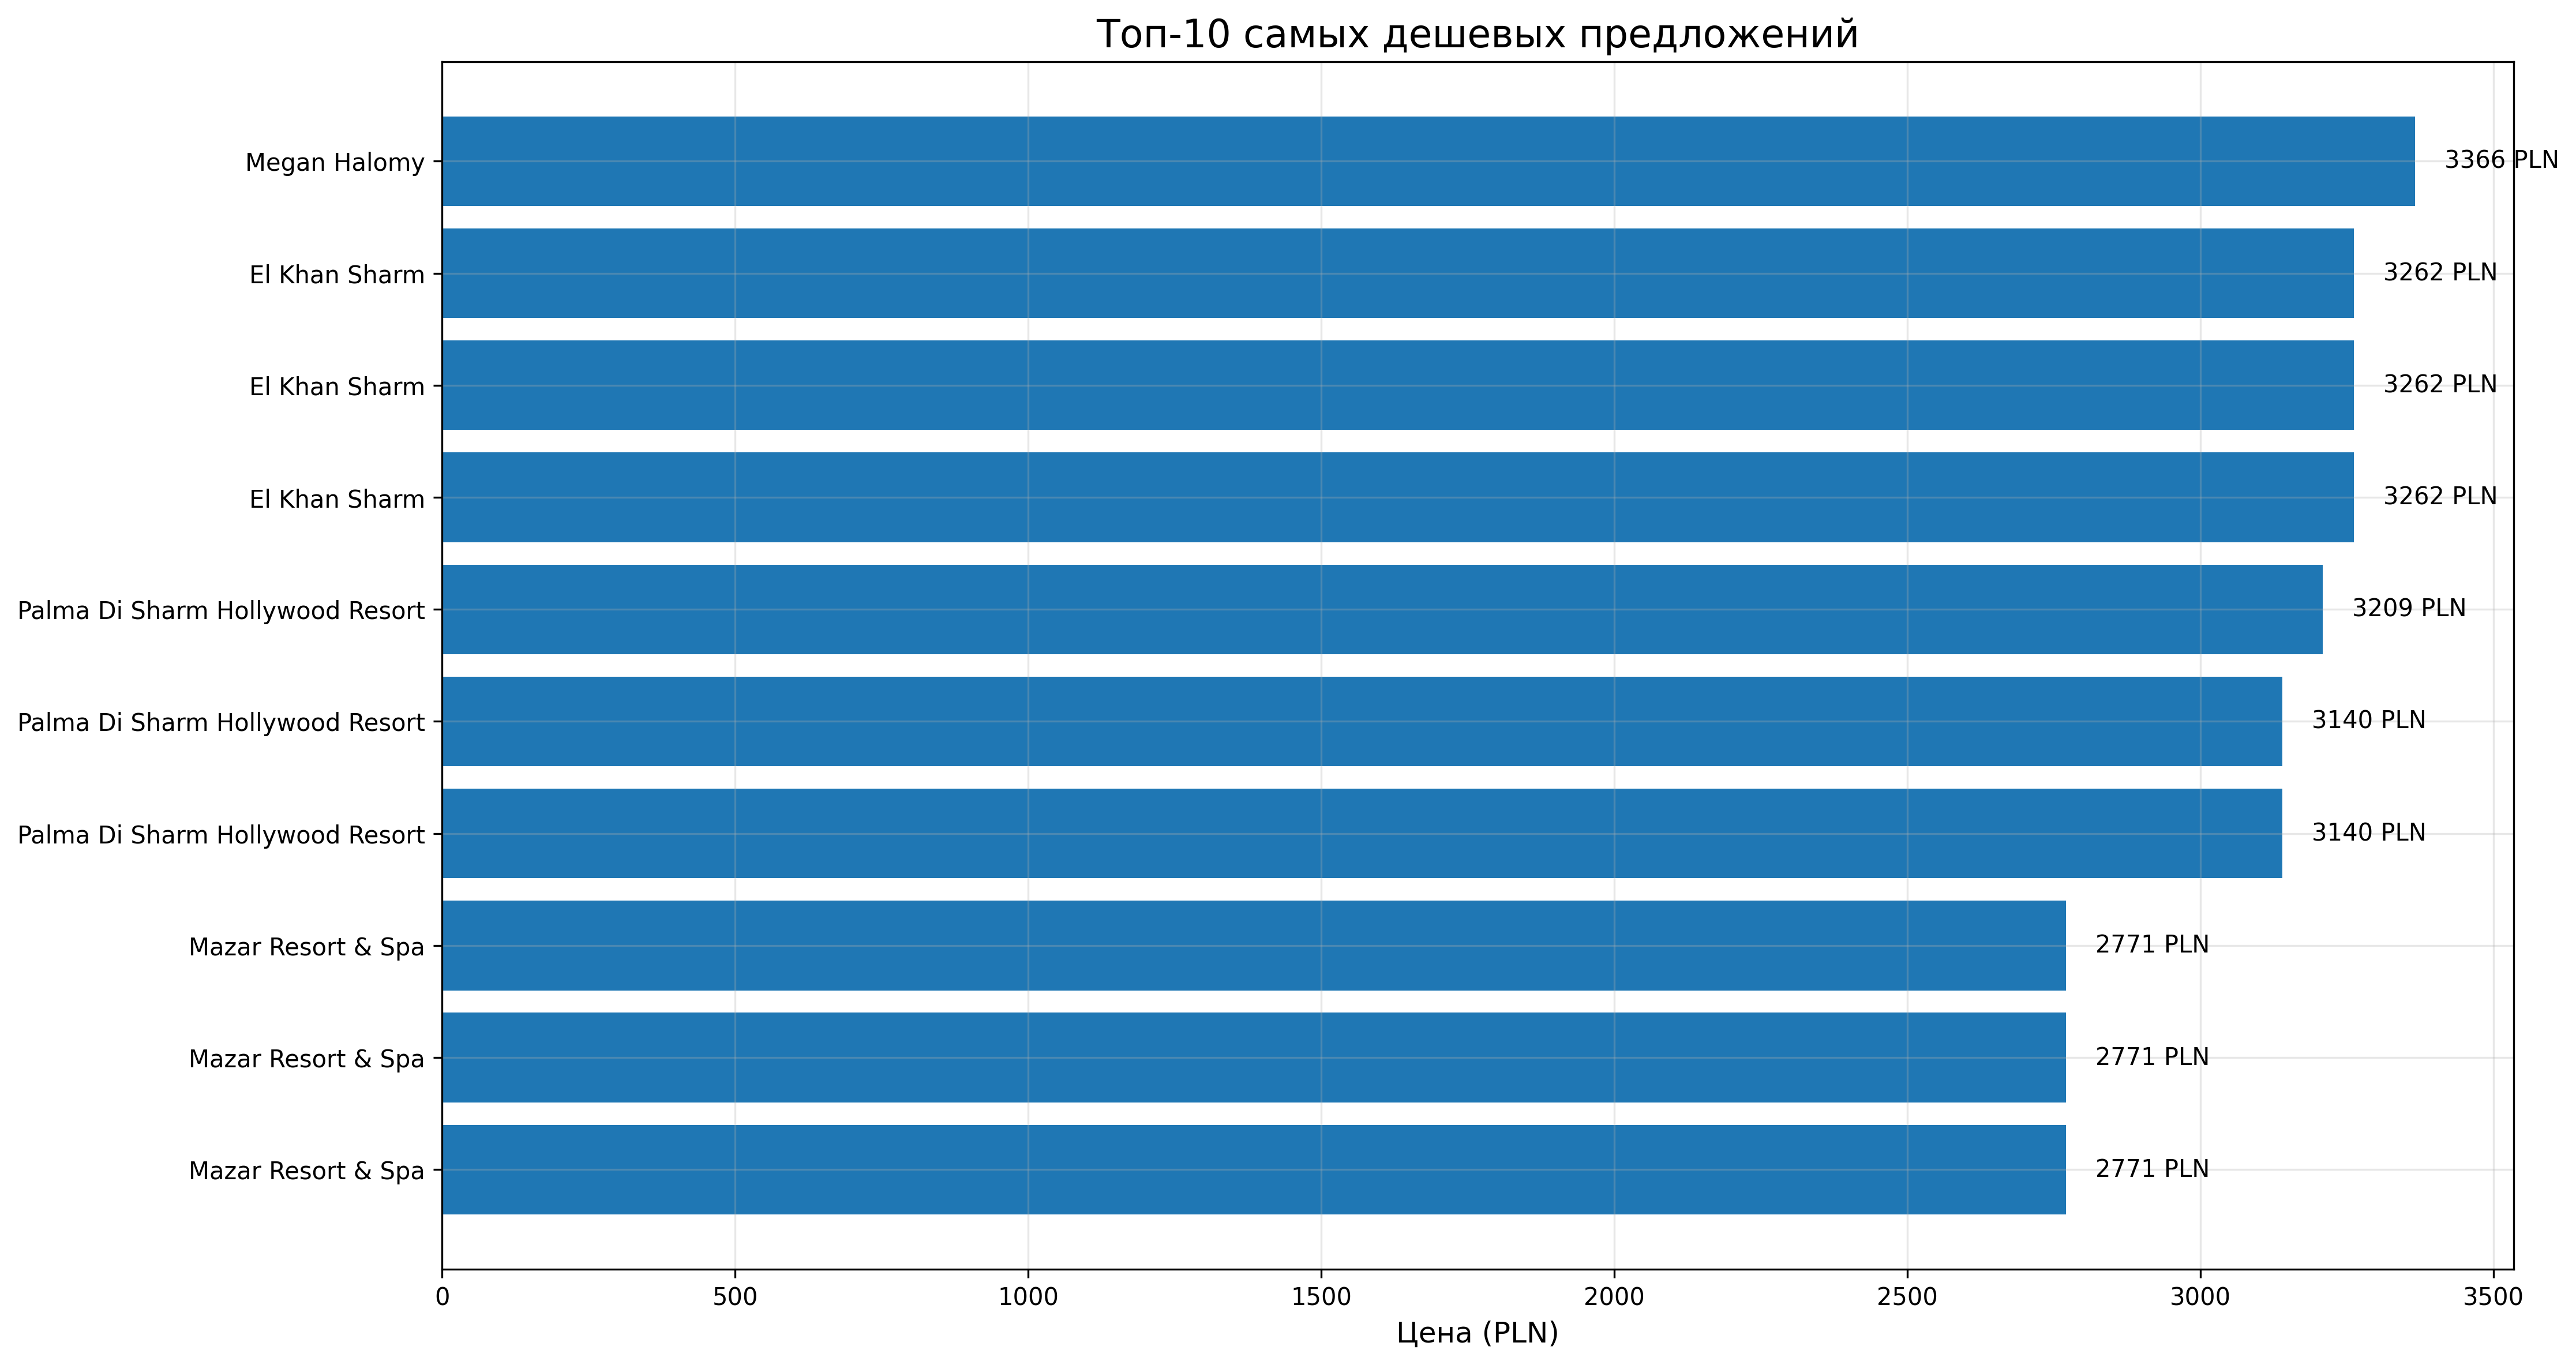 Топ-10 самых дешевых предложений
Megan Halomy
3366 PLN
El Khan Sharm
3262 PLN
El Khan Sharm
3262 PLN
El Khan Sharm
3262 PLN
Palma Di Sharm Hollywood Resort
3209 PLN
Palma Di Sharm Hollywood Resort
3140 PLN
Palma Di Sharm Hollywood Resort
3140 PLN
Mazar Resort & Spa
2771 PLN
Mazar Resort & Spa
2771 PLN
Mazar Resort & Spa
2771 PLN
0 500 1000 1500 2000 2500 3000 3500
Цена (PLN)